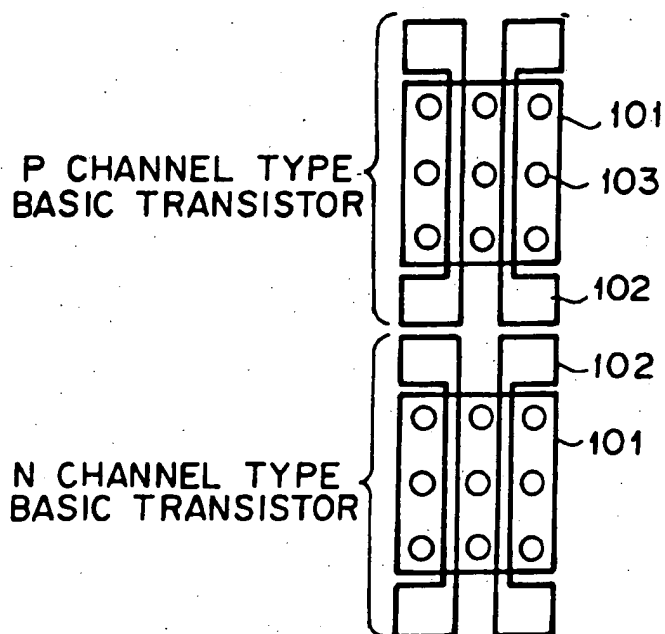 101
P CHANNEL TYPE
BASIC TRANSISTOR
103
102
102
101
N CHANNEL TYPE
BASIC TRANSISTOR